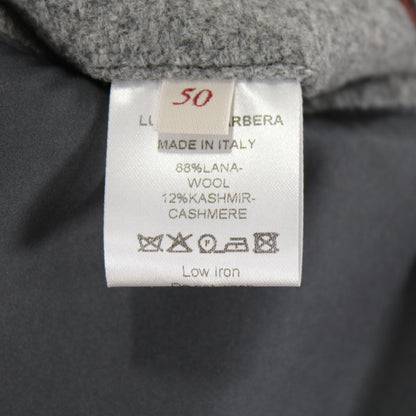 50
MADE IN ITALY
88%LANA-
WOOL
12%KASHMIR-
CASHMERE
P
Low iron